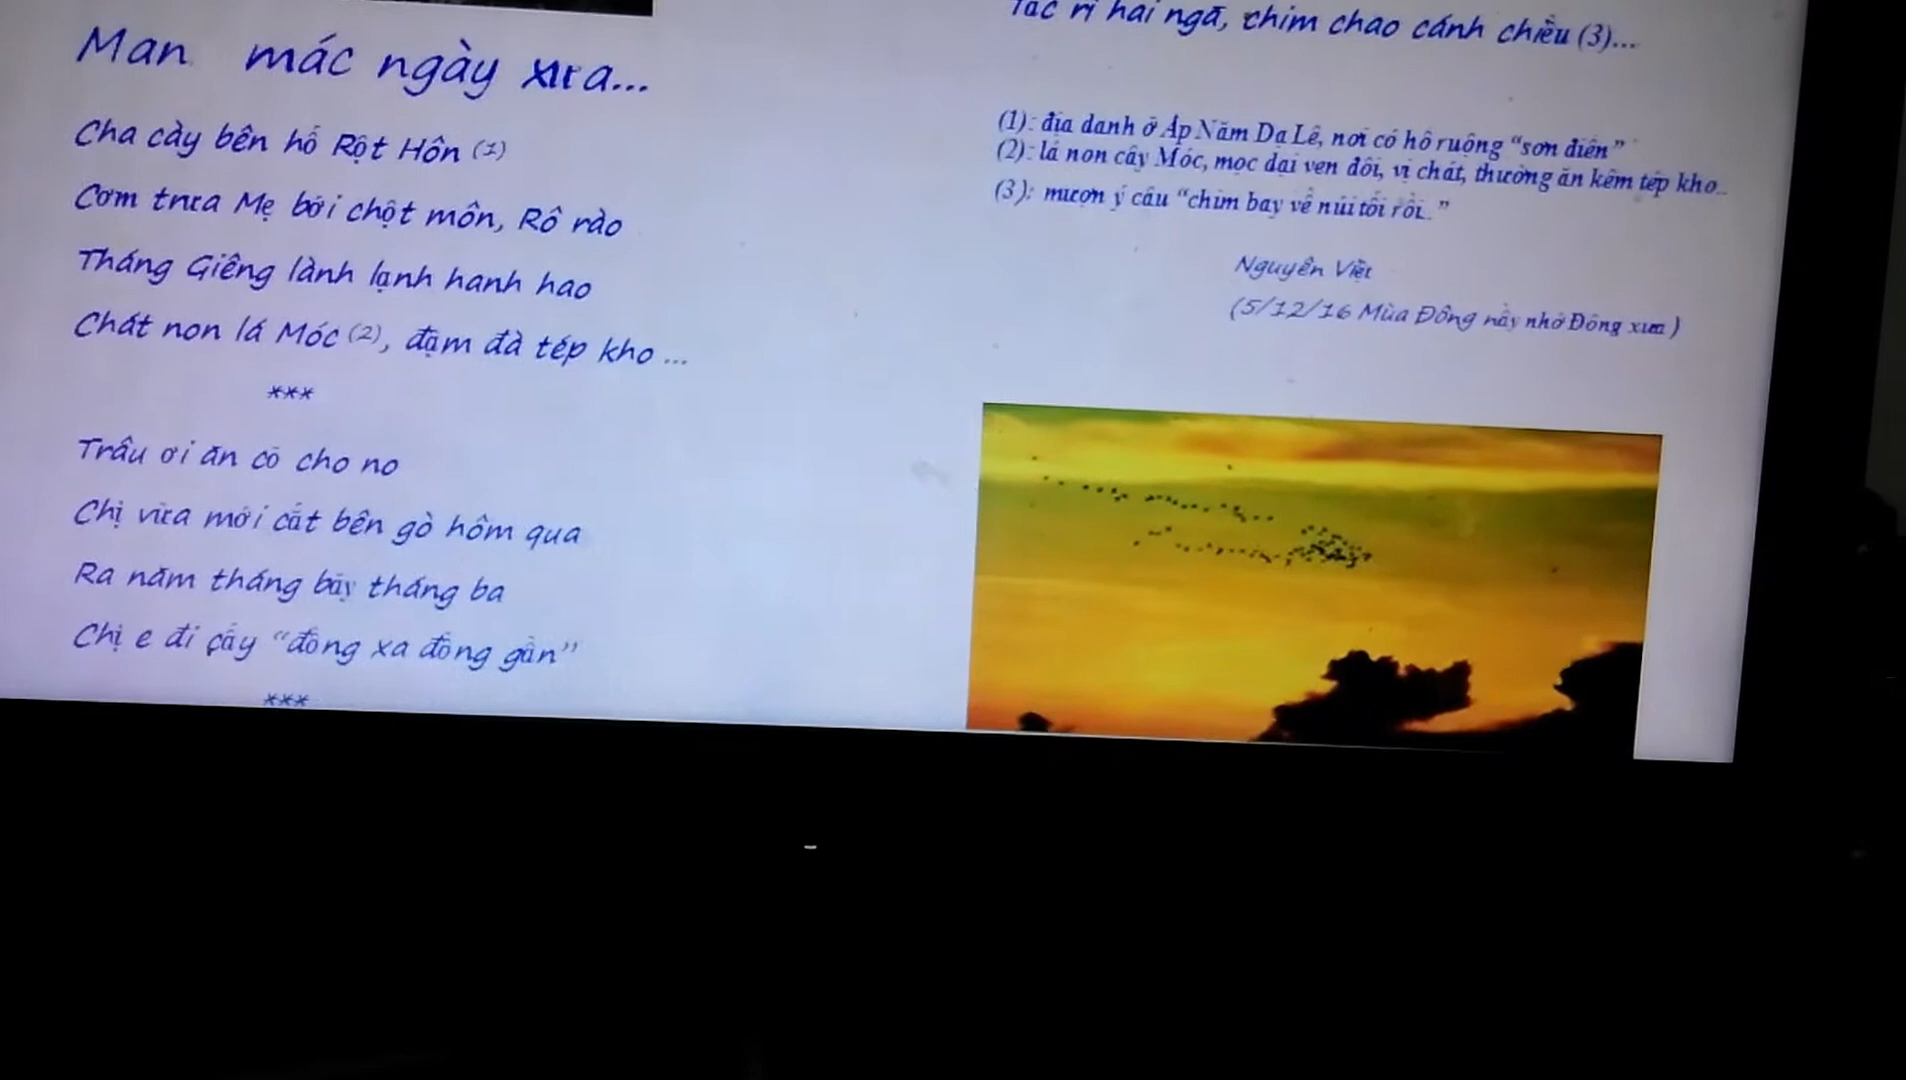 Man mác ngày xưa...
Cha cày bên hồ Rột Hôn (1)
Cơm trưa Mẹ bới chột môn, Rô rào
Tháng Giêng lành lạnh hanh hao
Chát non lá Móc (2), đậm đà tép kho ...
***
Trâu ơi ăn cỏ cho no
Chị vừa mới cắt bên gò hôm qua
Ra năm tháng bảy tháng ba
Chị e đi cấy “đồng xa đồng gần”
***
Tắc rì hai ngã, chim chao cánh chiều (3)...
(1): địa danh ở Ấp Năm Dạ Lê, nơi có hồ ruộng “sơn điền”
(2): lá non cây Móc, mọc dại ven đồi, vị chát, thường ăn kèm tép kho..
(3): mượn ý câu “chim bay về núi tối rồi..”
Nguyên Việt
(5/12/16 Mùa Đông nầy nhớ Đông xưa)